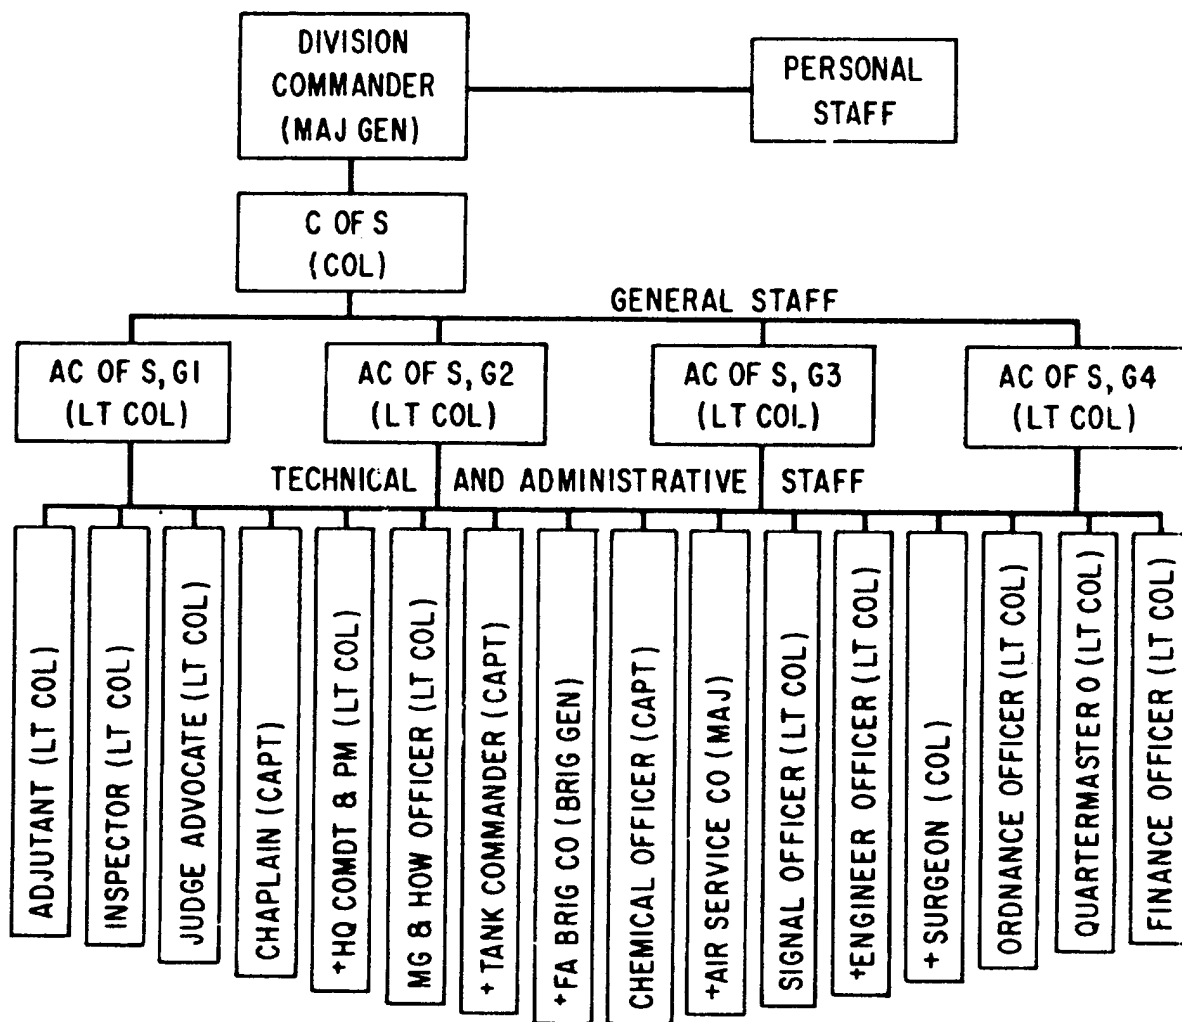 DIVISION
COMMANDER
(MAJ GEN)
PERSONAL
STAFF
C OF S
(COL)
GENERAL STAFF
AC OF S, G1
(LT COL)
AC OF S, G2
(LT COL)
AC OF S, G3
(LT COL)
AC OF S, G4
(LT COL)
TECHNICAL AND ADMINISTRATIVE STAFF
ADJUTANT (LT COL)
INSPECTOR (LT COL)
JUDGE ADVOCATE (LT COL)
CHAPLAIN (CAPT)
+HQ COMDT & PM (LT COL)
MG & HOW OFFICER (LT COL)
+ TANK COMMANDER (CAPT)
+FA BRIG CO (BRIG GEN)
CHEMICAL OFFICER (CAPT)
+AIR SERVICE CO (MAJ)
SIGNAL OFFICER (LT COL)
+ENGINEER OFFICER (LT COL)
+ SURGEON (COL)
ORDNANCE OFFICER (LT COL)
QUARTERMASTER O (LT COL)
FINANCE OFFICER (LT COL)